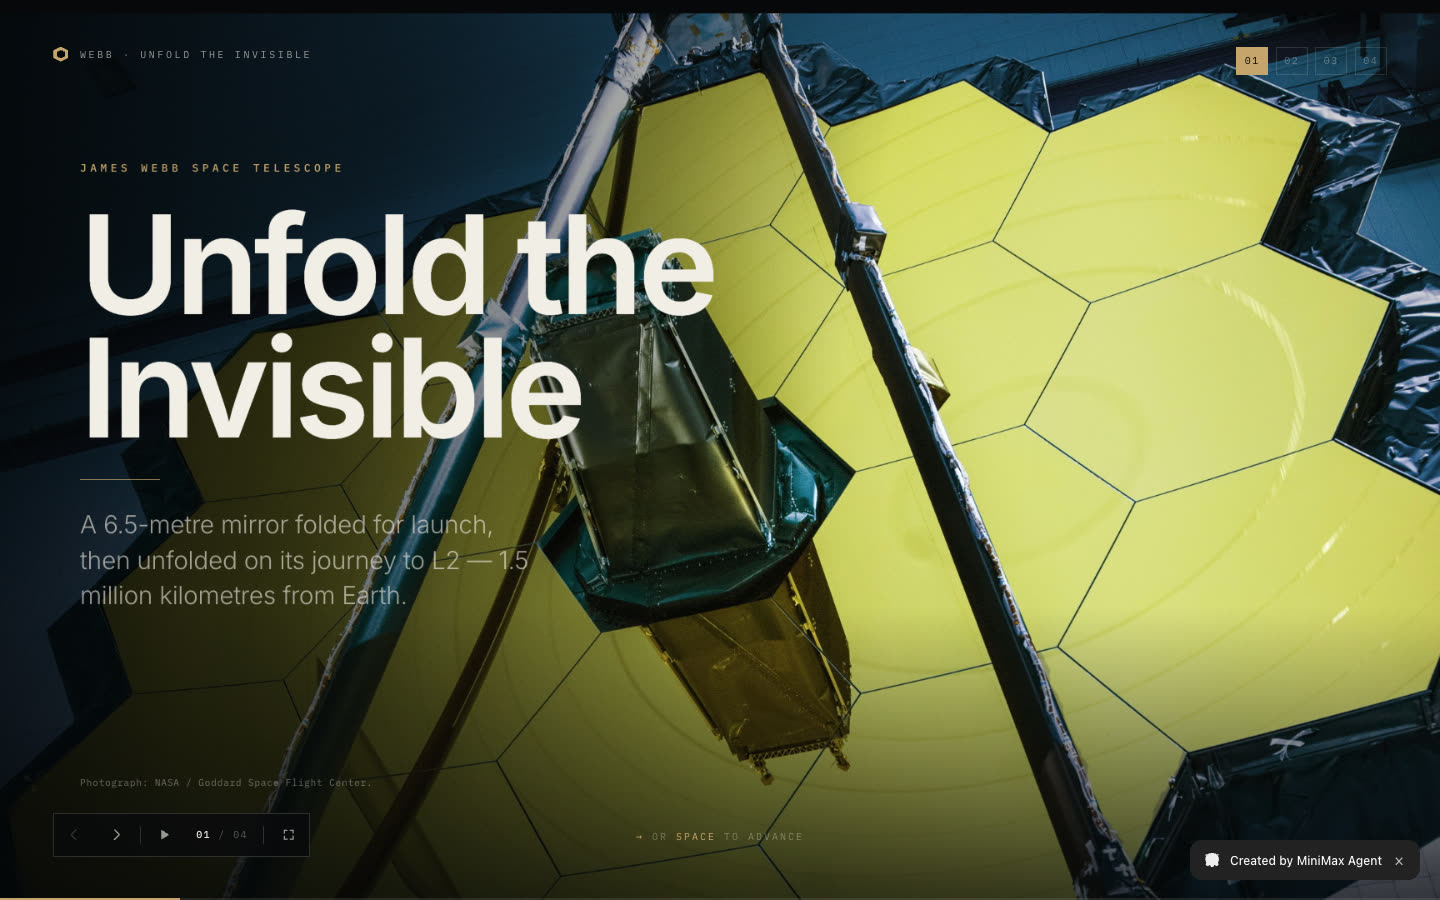 WEBB · UNFOLD THE INVISIBLE
01 02 03 04
JAMES WEBB SPACE TELESCOPE
Unfold the
Invisible
A 6.5-metre mirror folded for launch,
then unfolded on its journey to L2 — 1.5
million kilometres from Earth.
Photograph: NASA / Goddard Space Flight Center.
01 / 04
→ OR SPACE TO ADVANCE
Created by MiniMax Agent ×